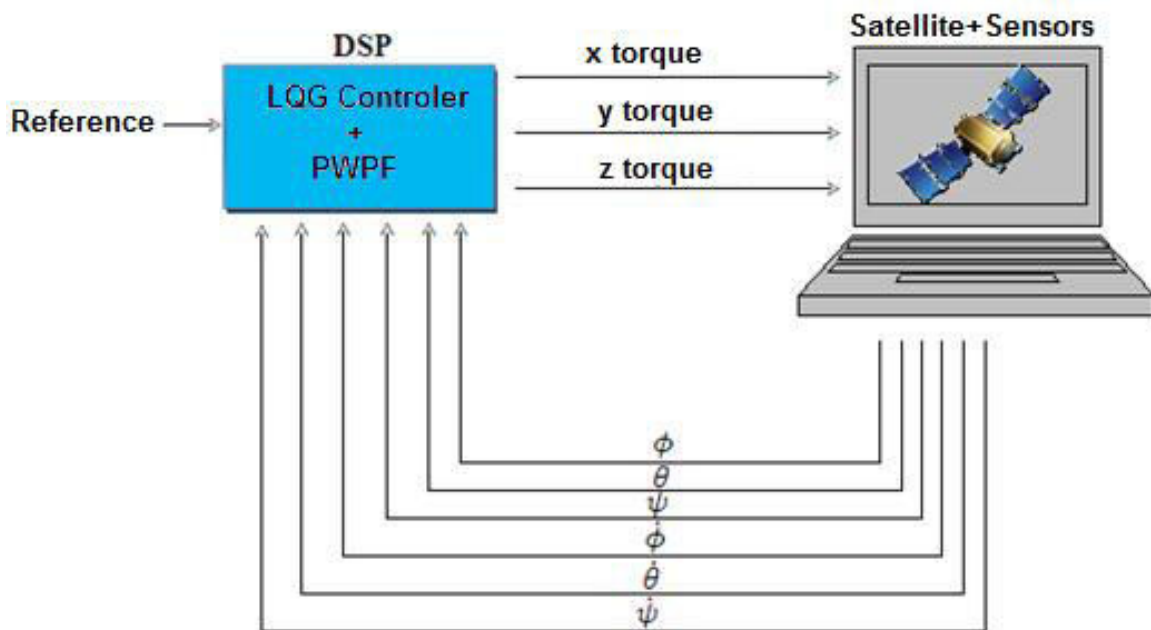 Satellite+Sensors
DSP
x torque
LQG Controler
+
PWPF
Reference
y torque
z torque
ϕ
θ
ψ
ϕ̇
θ̇
ψ̇